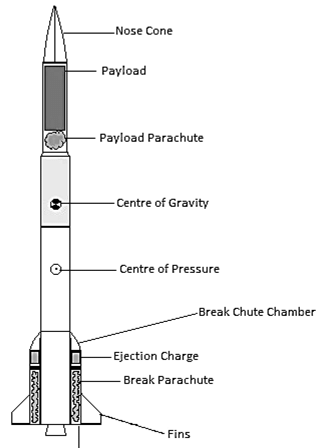 Nose Cone
Payload
Payload Parachute
Centre of Gravity
Centre of Pressure
Break Chute Chamber
Ejection Charge
Break Parachute
Fins